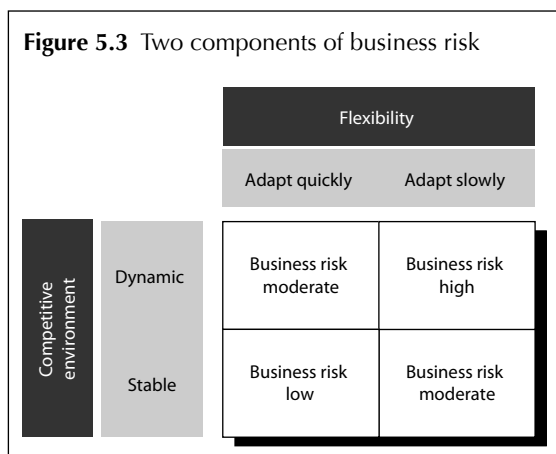 Figure 5.3 Two components of business risk
Flexibility
Adapt quickly Adapt slowly
Competitive
environment
Dynamic
Business risk
moderate
Business risk
high
Stable
Business risk
low
Business risk
moderate